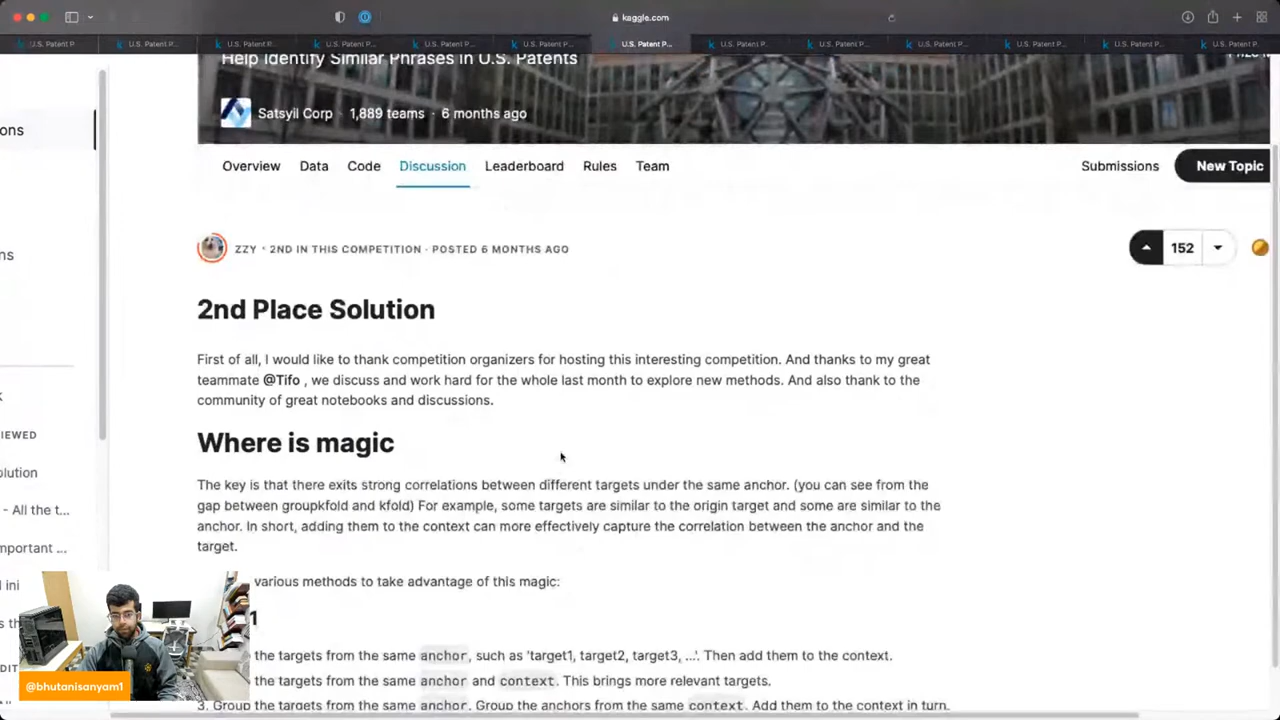 kaggle.com
U.S. Patent P
U.S. Patent P...
U.S. Patent P...
U.S. Patent P...
U.S. Patent P...
U.S. Patent P...
U.S. Patent P...
U.S. Patent P...
U.S. Patent P...
U.S. Patent P...
U.S. Patent P...
U.S. Patent P...
U.S. Patent P
Help Identify Similar Phrases in U.S. Patents
Satsyil Corp · 1,889 teams · 6 months ago
ons
Overview Data Code Discussion Leaderboard Rules Team Submissions New Topic
ZZY · 2ND IN THIS COMPETITION · POSTED 6 MONTHS AGO
152
ns
2nd Place Solution
First of all, I would like to thank competition organizers for hosting this interesting competition. And thanks to my great
teammate @Tifo , we discuss and work hard for the whole last month to explore new methods. And also thank to the
community of great notebooks and discussions.
IEWED
olution
- All the t...
mportant ...
d ini
Where is magic
The key is that there exits strong correlations between different targets under the same anchor. (you can see from the
gap between groupkfold and kfold) For example, some targets are similar to the origin target and some are similar to the
anchor. In short, adding them to the context can more effectively capture the correlation between the anchor and the
target.
various methods to take advantage of this magic:
1
the targets from the same anchor, such as 'target1, target2, target3, ...'. Then add them to the context.
the targets from the same anchor and context. This brings more relevant targets.
3. Group the targets from the same anchor. Group the anchors from the same context. Add them to the context in turn.
@bhutanisanyam1